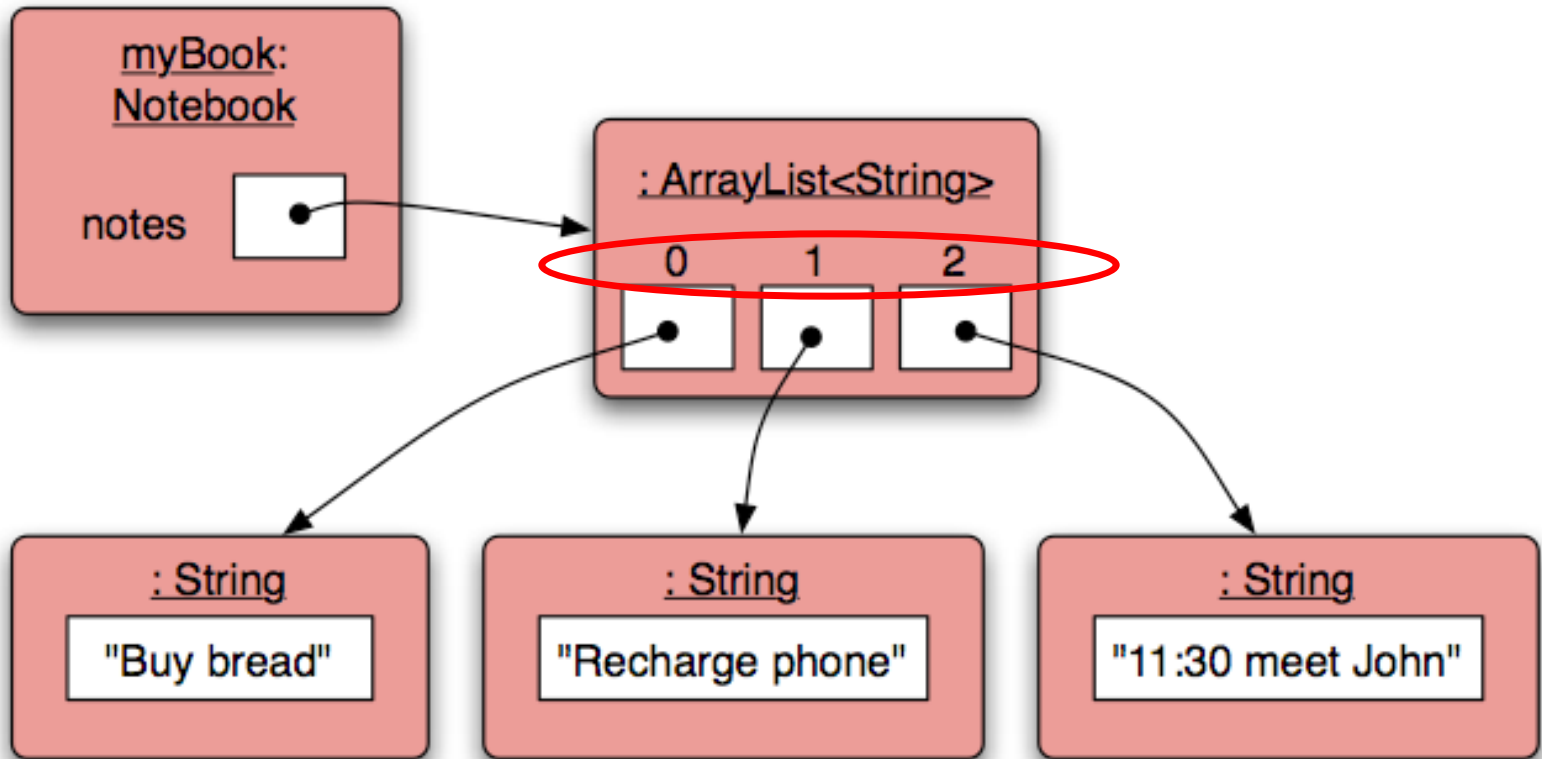 myBook:
Notebook
notes
: ArrayList<String>
0 1 2
: String
"Buy bread"
: String
"Recharge phone"
: String
"11:30 meet John"